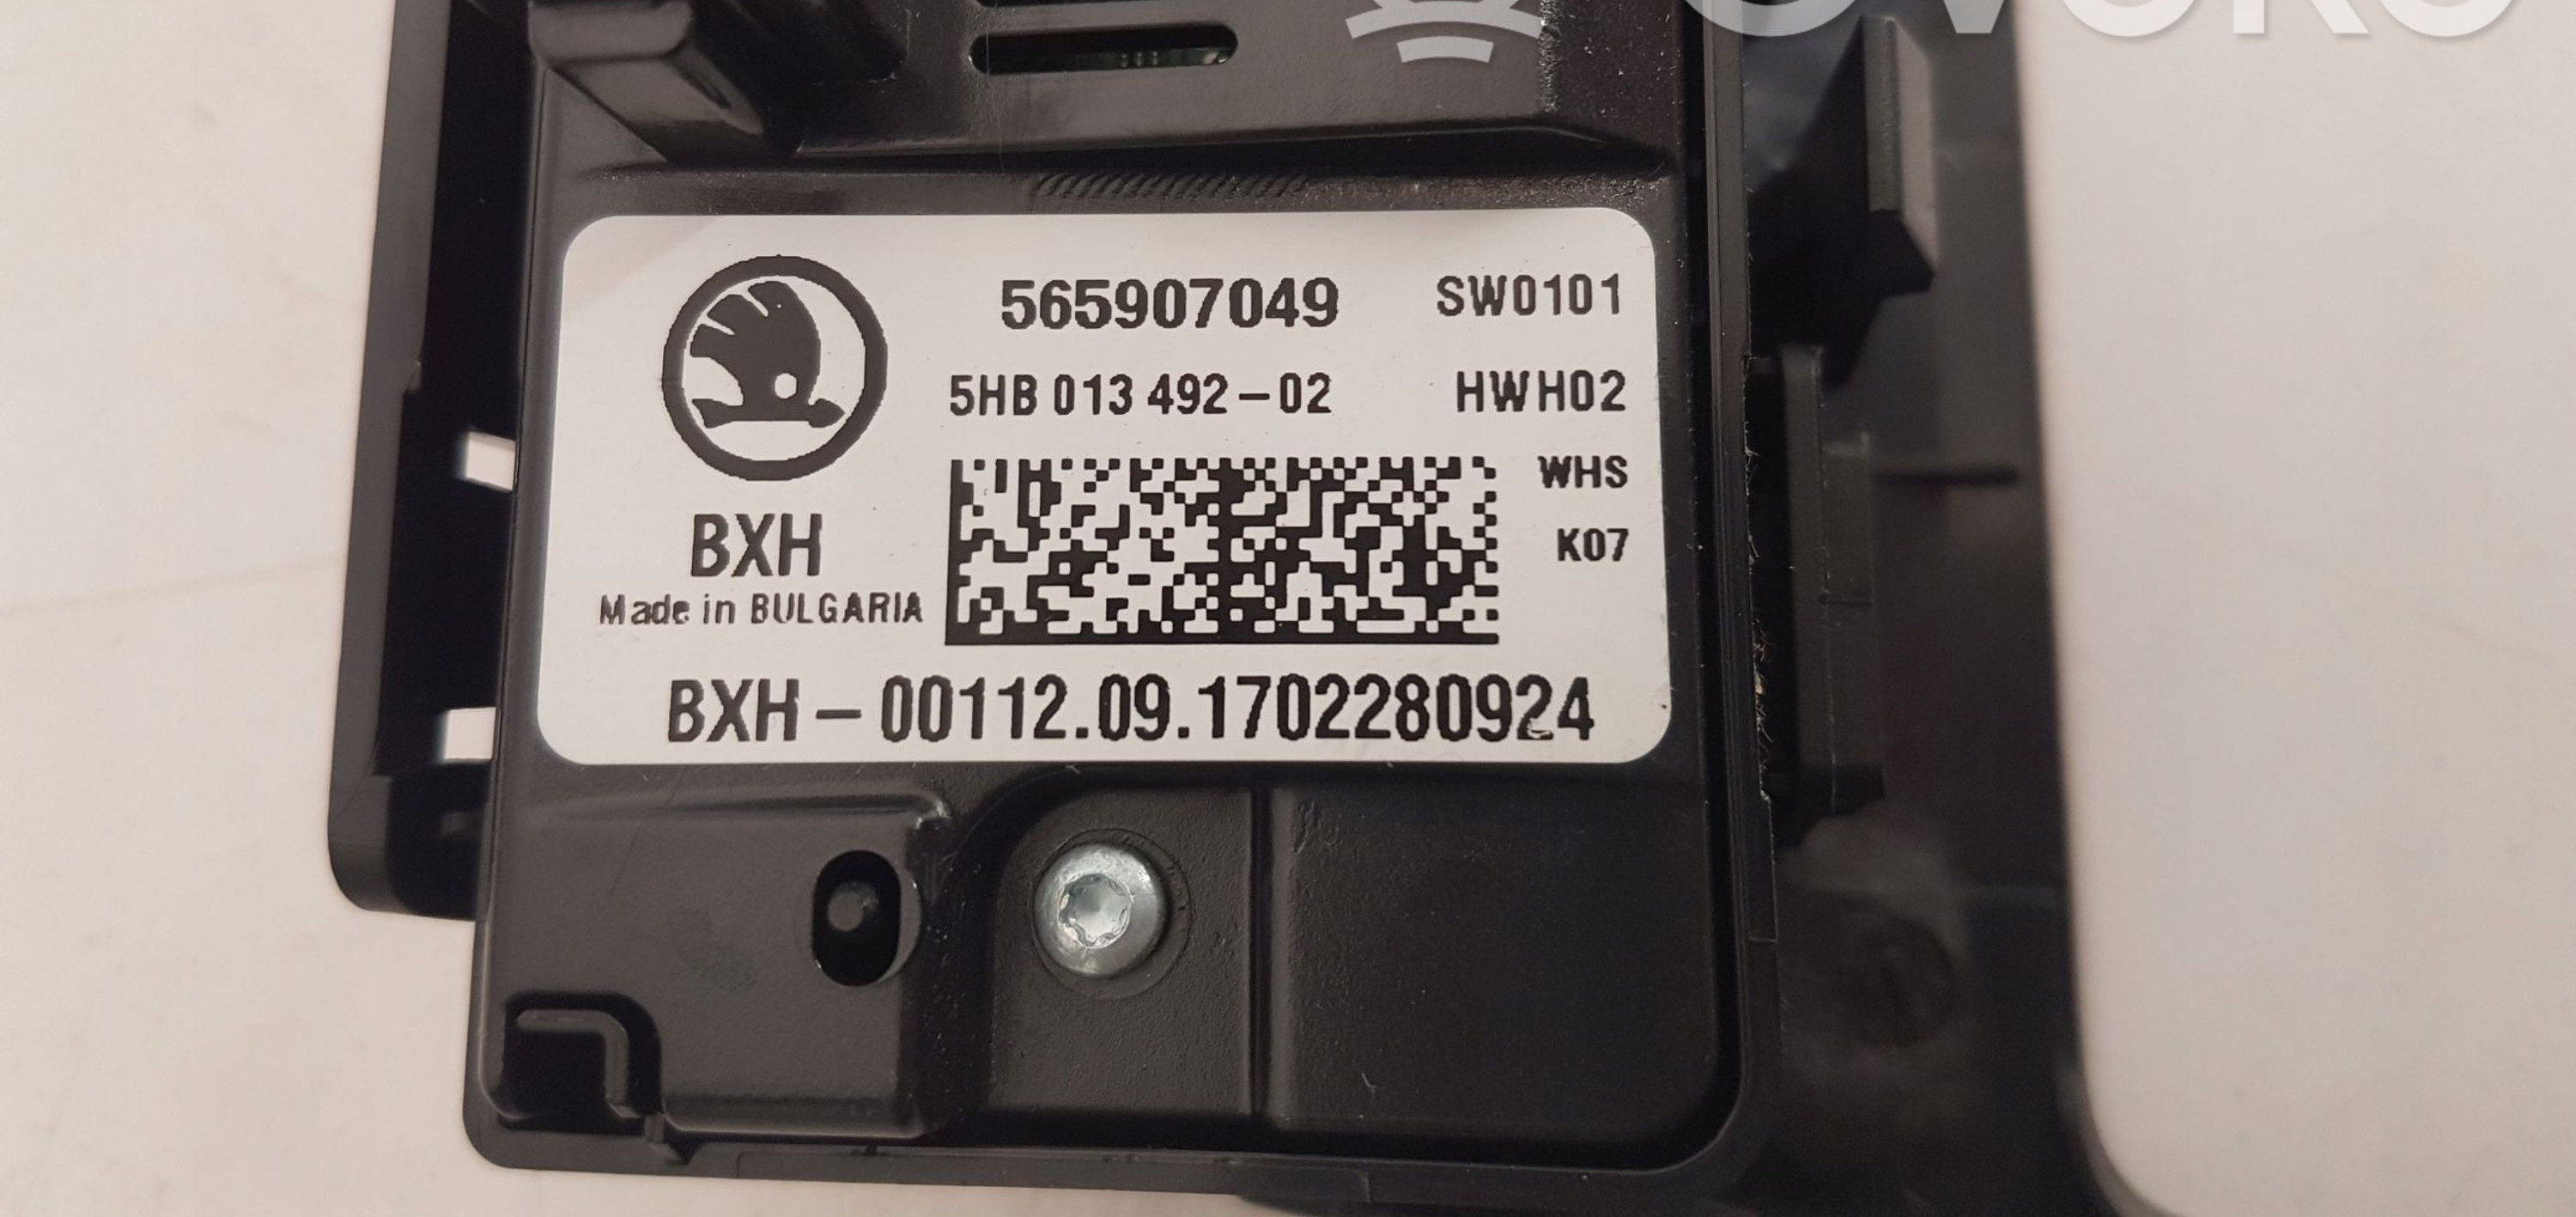 565907049 SW0101
5HB 013 492-02 HWH02
WHS
BXH K07
Made in BULGARIA
BXH-00112.09.1702280924